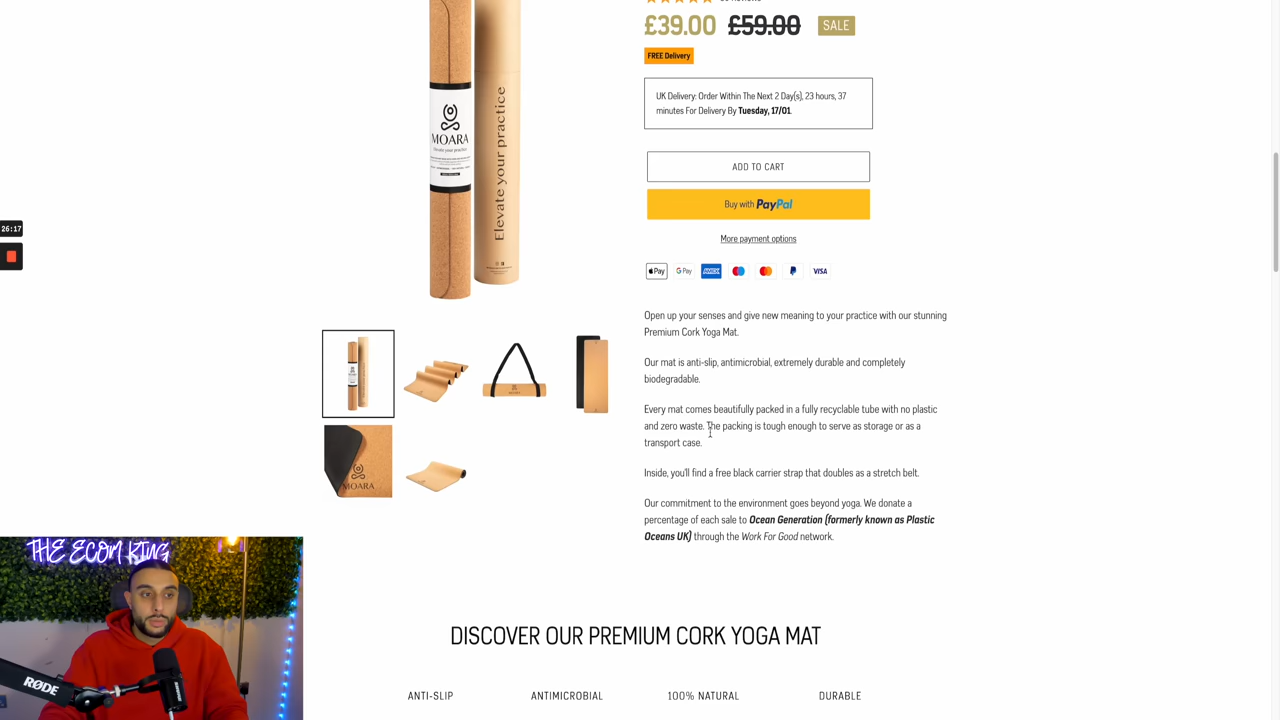 £39.00 £59.00 SALE
FREE Delivery
UK Delivery: Order Within The Next 2 Day(s), 23 hours, 37
minutes For Delivery By Tuesday, 17/01.
ADD TO CART
Buy with PayPal
More payment options
Pay
G Pay
VISA
MOARA
Elevate your practice
Elevate your practice
26:17
Open up your senses and give new meaning to your practice with our stunning
Premium Cork Yoga Mat.
Our mat is anti-slip, antimicrobial, extremely durable and completely
biodegradable.
Every mat comes beautifully packed in a fully recyclable tube with no plastic
and zero waste. The packing is tough enough to serve as storage or as a
transport case.
Inside, you'll find a free black carrier strap that doubles as a stretch belt.
Our commitment to the environment goes beyond yoga. We donate a
percentage of each sale to Ocean Generation (formerly known as Plastic
Oceans UK) through the Work For Good network.
MOARA
THE ECOM KING
RØDE
DISCOVER OUR PREMIUM CORK YOGA MAT
ANTI-SLIP ANTIMICROBIAL 100% NATURAL DURABLE